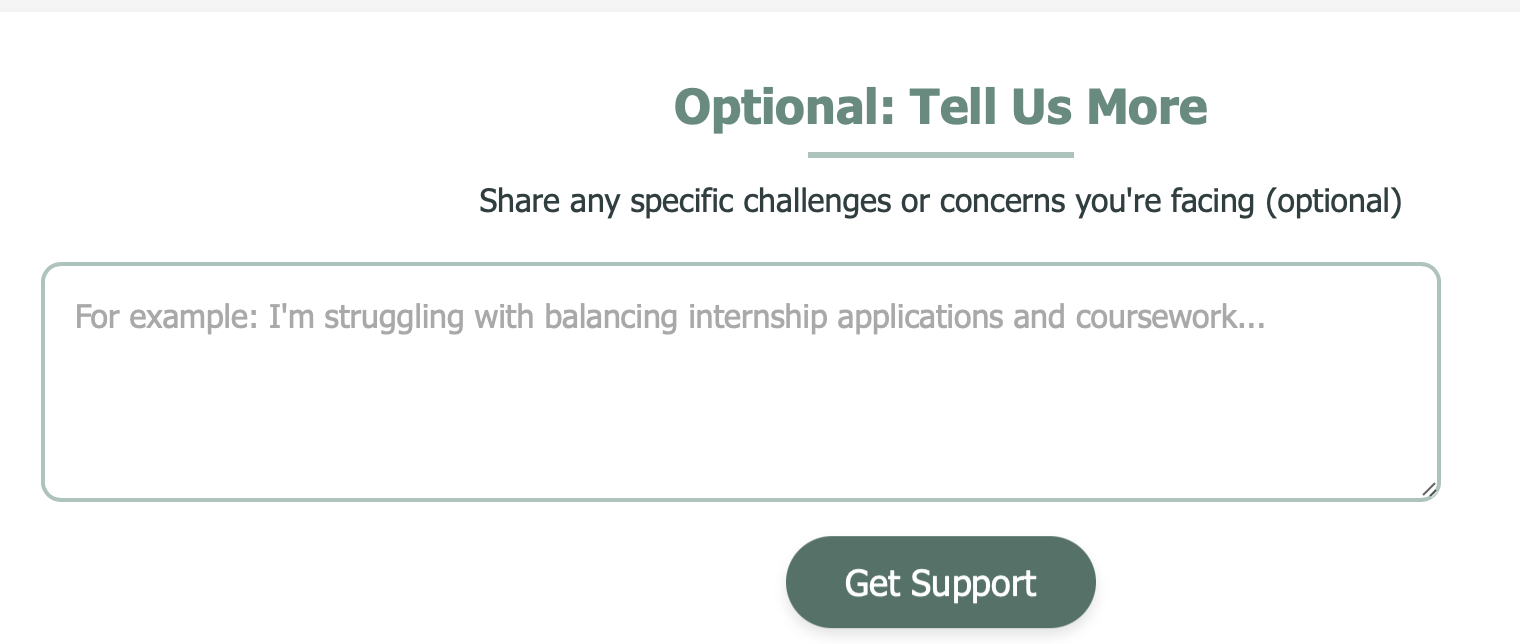 Optional: Tell Us More
Share any specific challenges or concerns you're facing (optional)
For example: I'm struggling with balancing internship applications and coursework...
Get Support